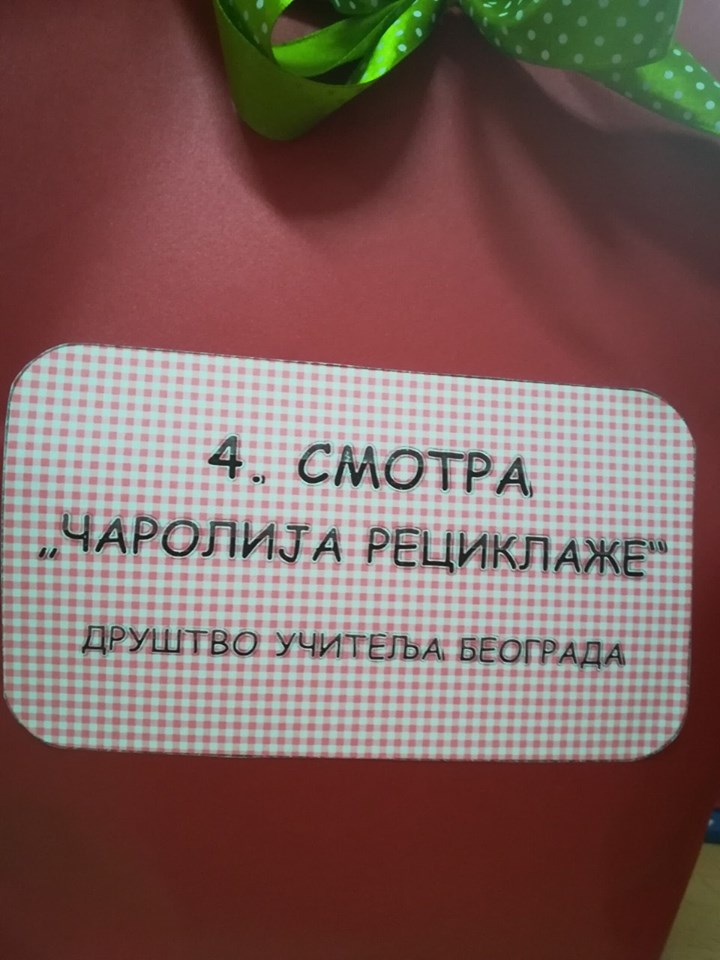 4. СМОТРА
„ЧАРОЛИЈА РЕЦИКЛАЖЕ"
ДРУШТВО УЧИТЕЉА БЕОГРАДА